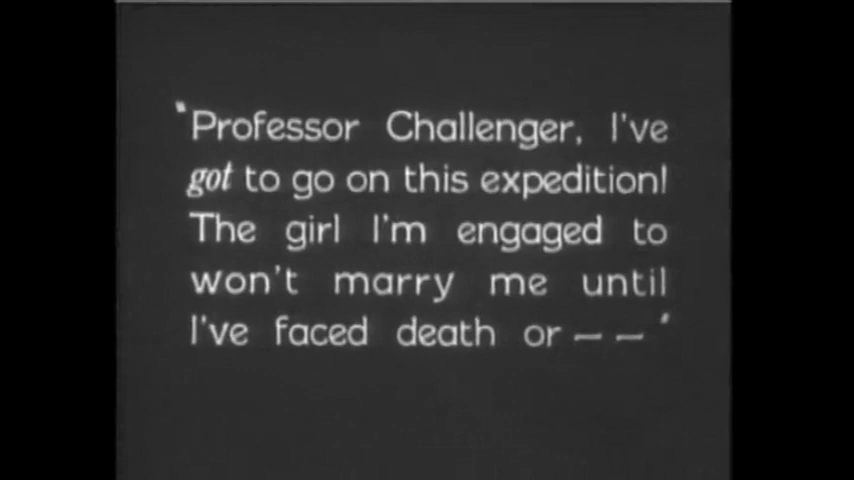 "Professor Challenger, I've
got to go on this expedition!
The girl I'm engaged to
won't marry me until
I've faced death or — — "